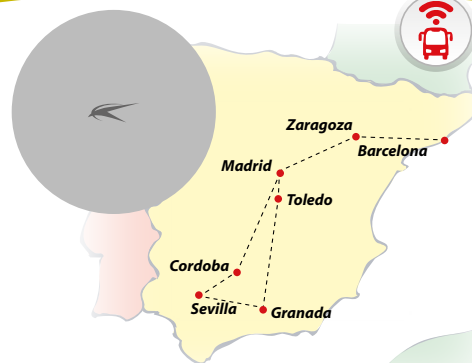 Zaragoza
Barcelona
Madrid
Toledo
Cordoba
Sevilla
Granada